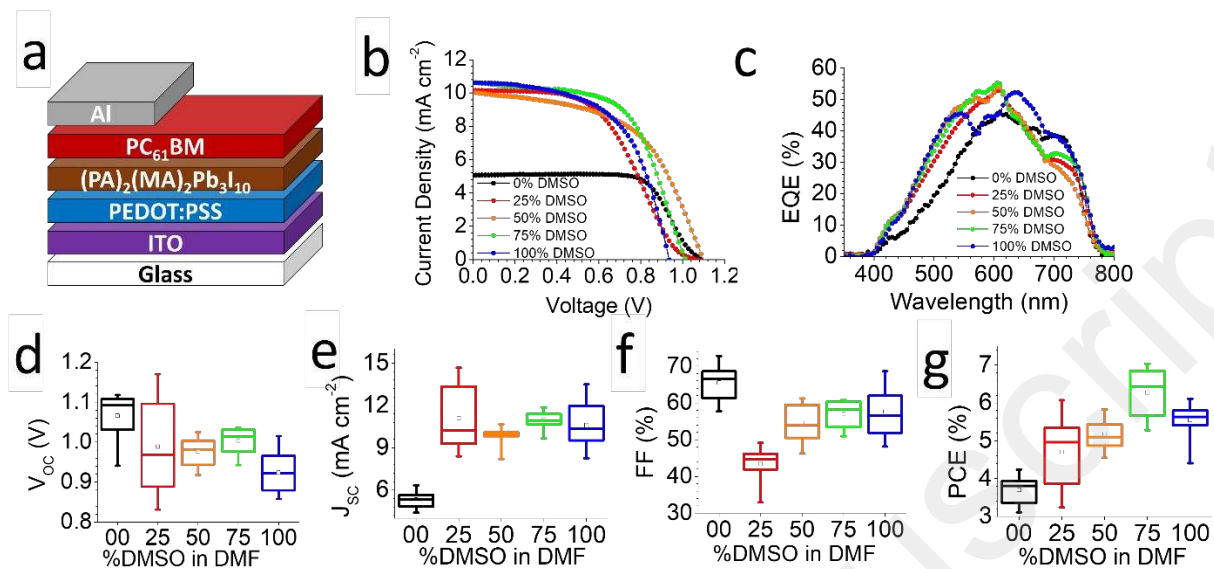 a
Al
PC₆₁BM
(PA)₂(MA)₂Pb₃I₁₀
PEDOT:PSS
ITO
Glass
b
Current Density (mA cm⁻²)
12
10
8
6
4
2
0
0% DMSO
25% DMSO
50% DMSO
75% DMSO
100% DMSO
0.0 0.2 0.4 0.6 0.8 1.0 1.2
Voltage (V)
c
EQE (%)
60
50
40
30
20
10
0
0% DMSO
25% DMSO
50% DMSO
75% DMSO
100% DMSO
400 500 600 700 800
Wavelength (nm)
d
V_OC (V)
1.2
1.1
1.0
0.9
0.8
00 25 50 75 100
%DMSO in DMF
e
J_SC (mA cm⁻²)
15
12
9
6
00 25 50 75 100
%DMSO in DMF
f
FF (%)
70
60
50
40
30
00 25 50 75 100
%DMSO in DMF
g
PCE (%)
7
6
5
4
3
00 25 50 75 100
%DMSO in DMF